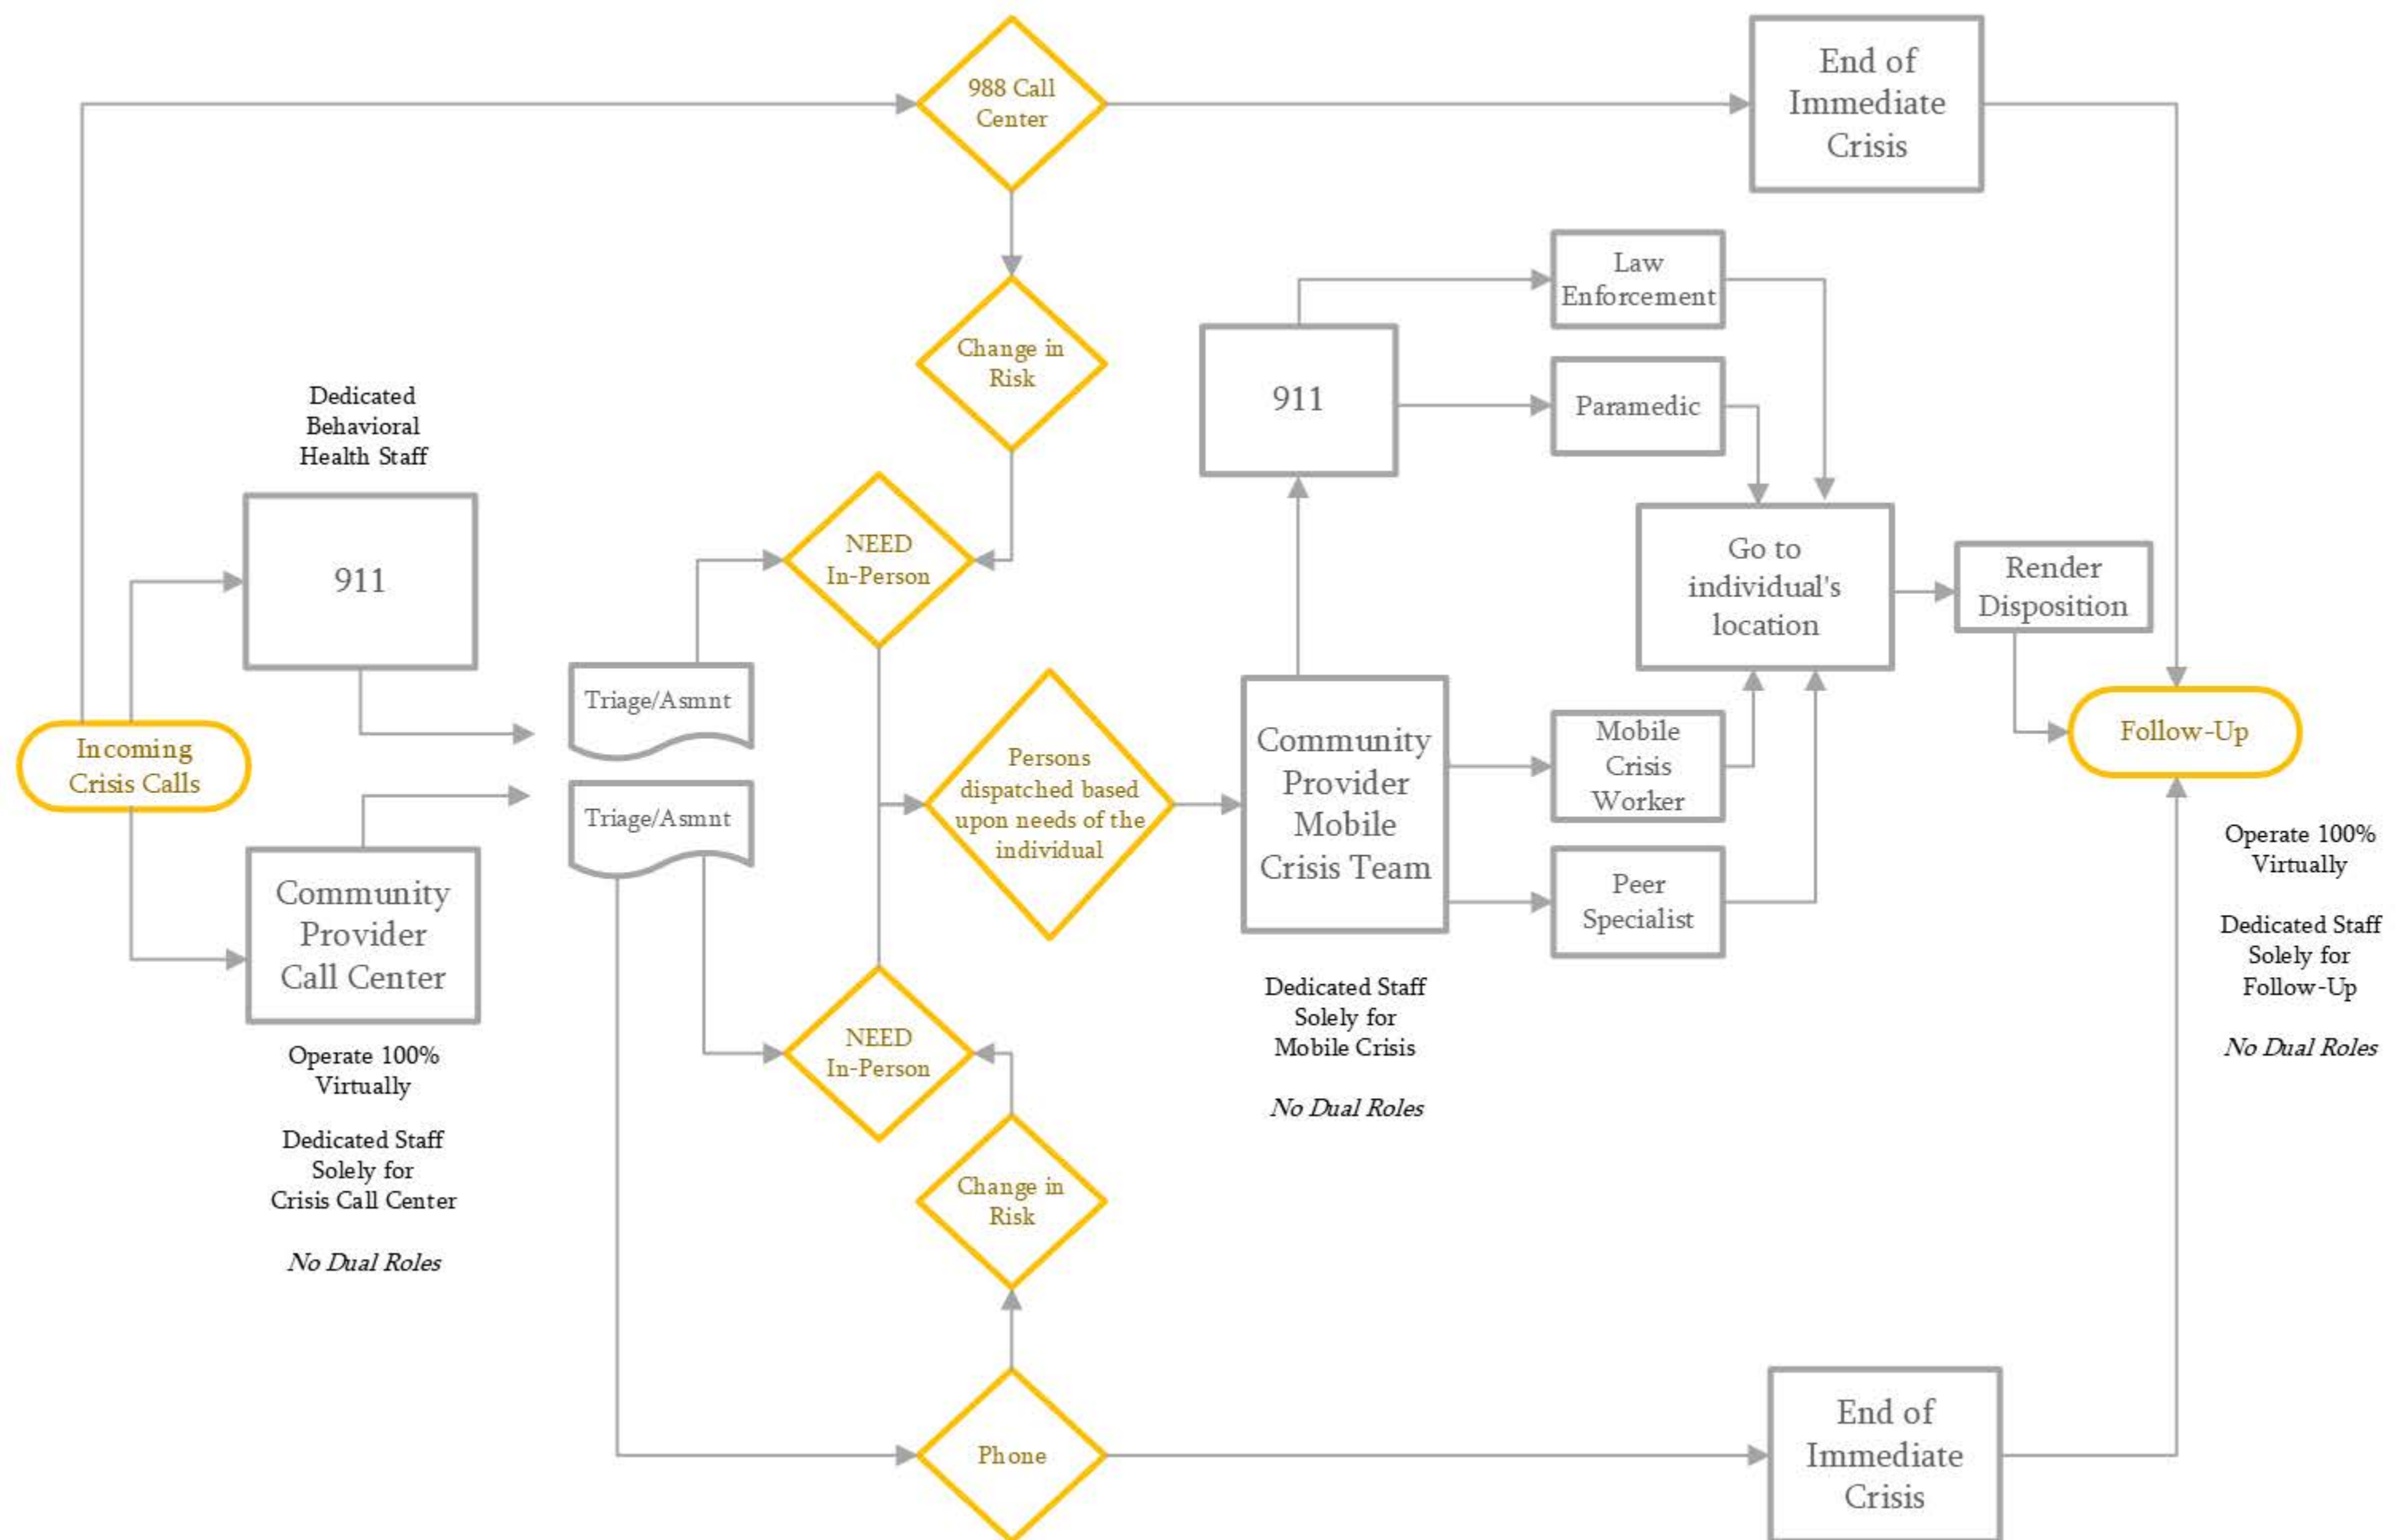 988 Call
Center
End of
Immediate
Crisis
Change in
Risk
Law
Enforcement
911
Paramedic
Dedicated
Behavioral
Health Staff
911
NEED
In-Person
Go to
individual's
location
Render
Disposition
Triage/Asmnt
Incoming
Crisis Calls
Triage/Asmnt
Persons
dispatched based
upon needs of the
individual
Community
Provider
Mobile
Crisis Team
Mobile
Crisis
Worker
Peer
Specialist
Follow-Up
Operate 100%
Virtually
Dedicated Staff
Solely for
Follow-Up
No Dual Roles
Community
Provider
Call Center
Operate 100%
Virtually
Dedicated Staff
Solely for
Crisis Call Center
No Dual Roles
NEED
In-Person
Dedicated Staff
Solely for
Mobile Crisis
No Dual Roles
Change in
Risk
Phone
End of
Immediate
Crisis